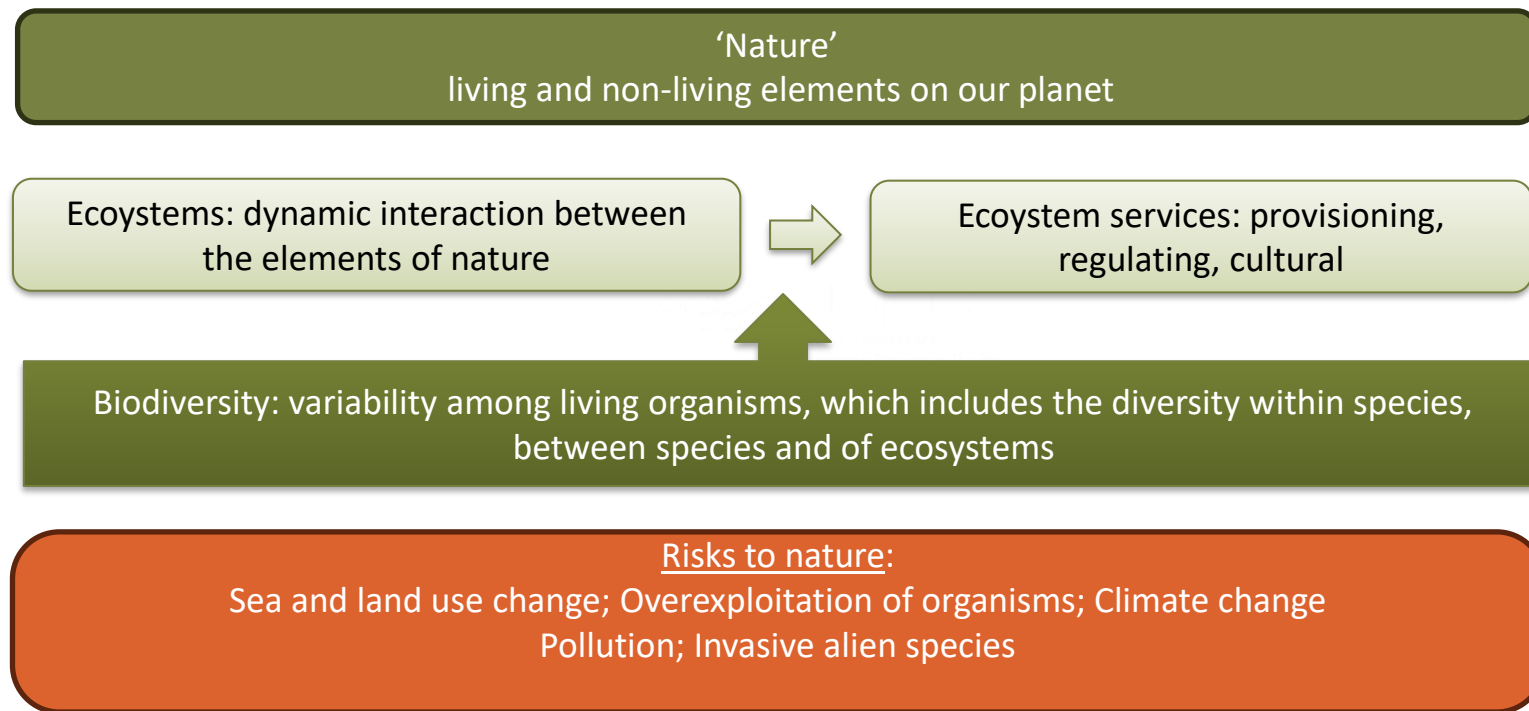 ‘Nature’
living and non-living elements on our planet
Ecoystems: dynamic interaction between
the elements of nature
Ecoystem services: provisioning,
regulating, cultural
Biodiversity: variability among living organisms, which includes the diversity within species,
between species and of ecosystems
Risks to nature:
Sea and land use change; Overexploitation of organisms; Climate change
Pollution; Invasive alien species